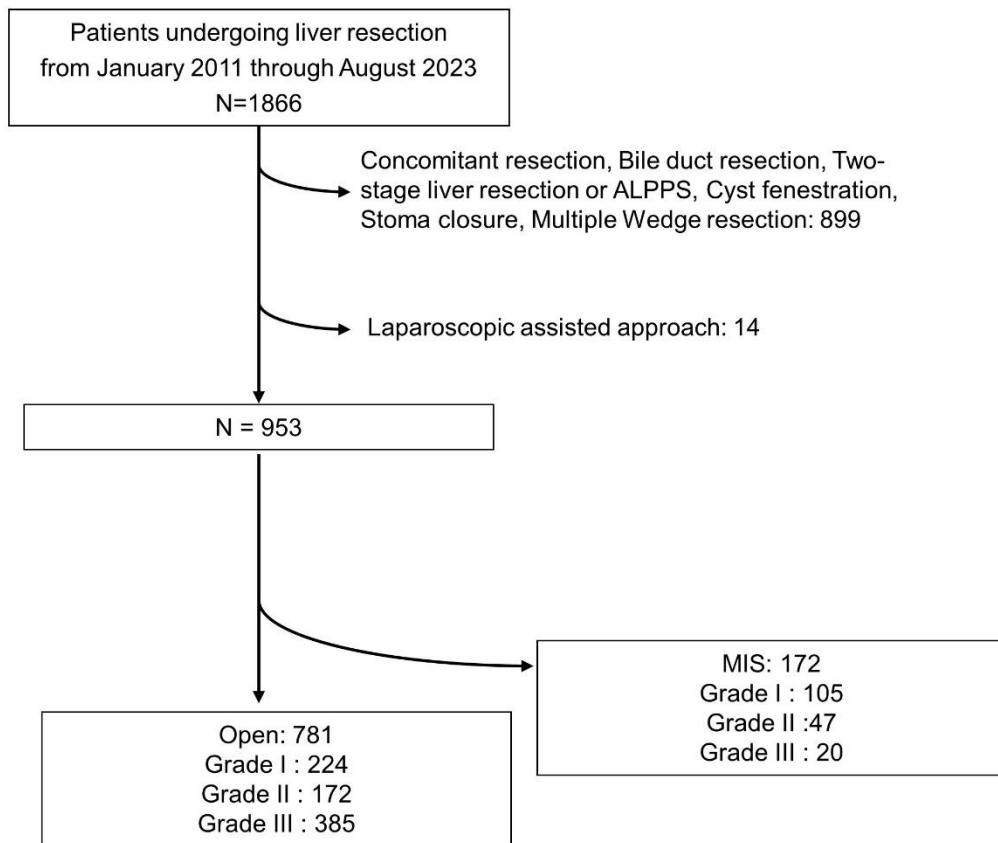 Patients undergoing liver resection
from January 2011 through August 2023
N=1866
Concomitant resection, Bile duct resection, Two-
stage liver resection or ALPPS, Cyst fenestration,
Stoma closure, Multiple Wedge resection: 899
Laparoscopic assisted approach: 14
N = 953
MIS: 172
Grade I : 105
Grade II :47
Grade III : 20
Open: 781
Grade I : 224
Grade II : 172
Grade III : 385